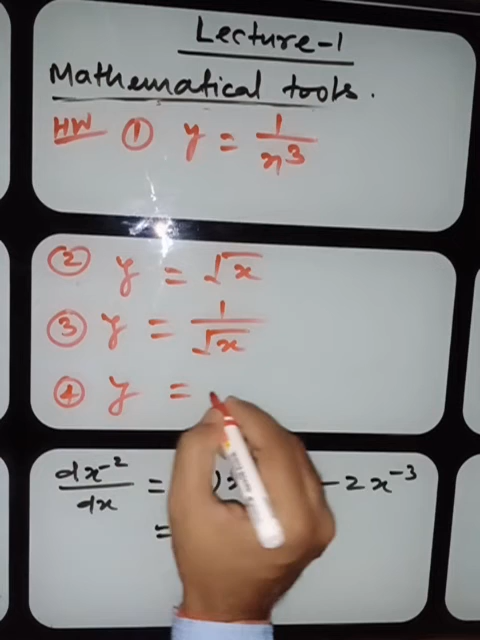 Lecture-1
Mathematical tools.
HW ① y = 1/x³
② y = √x
③ y = 1/√x
④ y =
dx⁻²/dx = )x - 2x⁻³
=